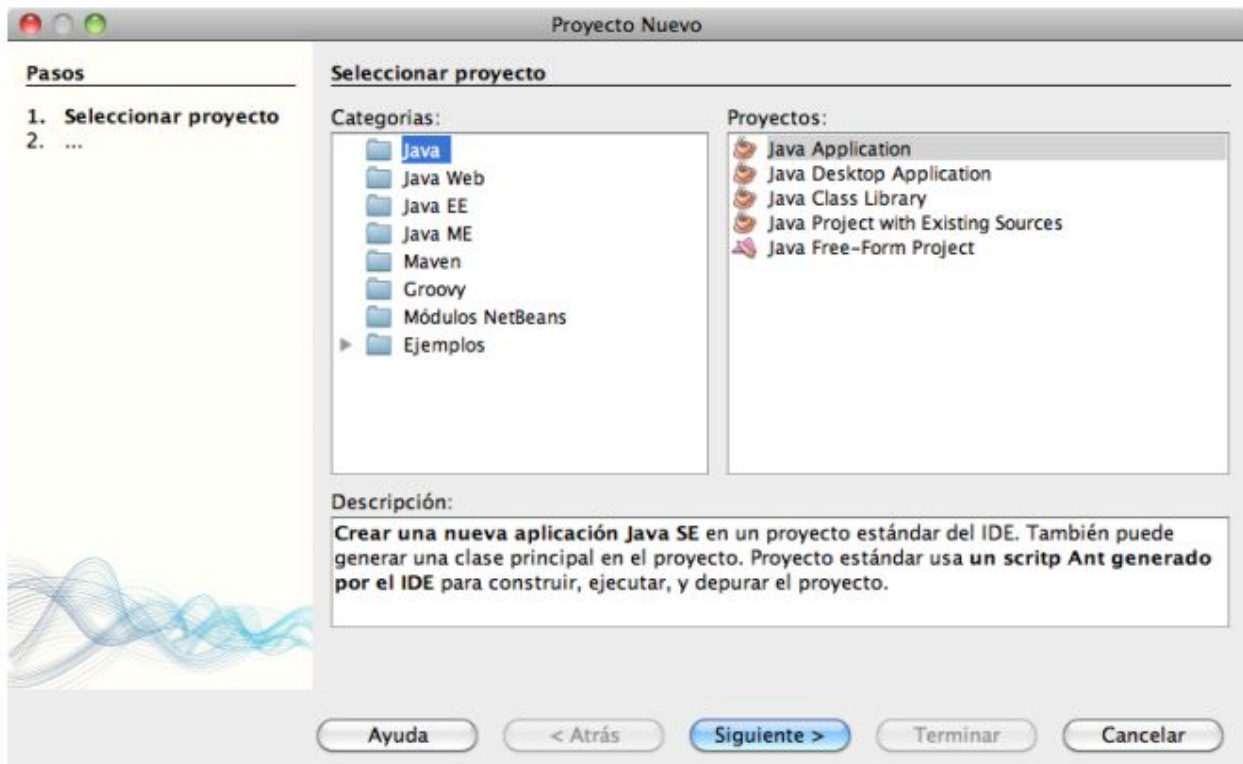 Proyecto Nuevo
Pasos
1. Seleccionar proyecto
2. ...
Seleccionar proyecto
Categorias:
Java
Java Web
Java EE
Java ME
Maven
Groovy
Módulos NetBeans
Ejemplos
Proyectos:
Java Application
Java Desktop Application
Java Class Library
Java Project with Existing Sources
Java Free-Form Project
Descripción:
Crear una nueva aplicación Java SE en un proyecto estándar del IDE. También puede
generar una clase principal en el proyecto. Proyecto estándar usa un scritp Ant generado
por el IDE para construir, ejecutar, y depurar el proyecto.
Ayuda
< Atrás
Siguiente >
Terminar
Cancelar